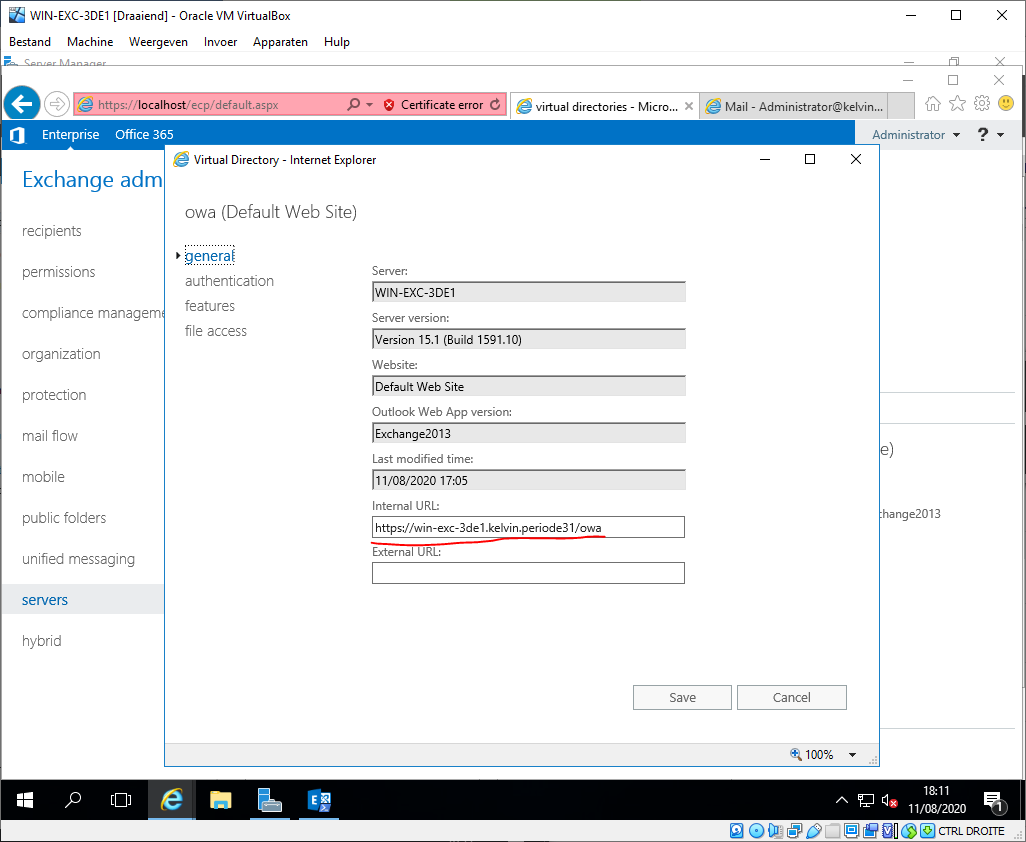 WIN-EXC-3DE1 [Draaiend] - Oracle VM VirtualBox
Bestand Machine Weergeven Invoer Apparaten Hulp
Server Manager
https://localhost/ecp/default.aspx Certificate error virtual directories - Micro... Mail - Administrator@kelvin...
Enterprise Office 365 Administrator ?
Virtual Directory - Internet Explorer
Exchange adm
owa (Default Web Site)
recipients
permissions
compliance manageme
organization
protection
mail flow
mobile
public folders
unified messaging
servers
hybrid
general
authentication
features
file access
Server:
WIN-EXC-3DE1
Server version:
Version 15.1 (Build 1591.10)
Website:
Default Web Site
Outlook Web App version:
Exchange2013
Last modified time:
11/08/2020 17:05
Internal URL:
https://win-exc-3de1.kelvin.periode31/owa
External URL:
e)
change2013
Save Cancel
100%
18:11
11/08/2020
1
CTRL DROITE